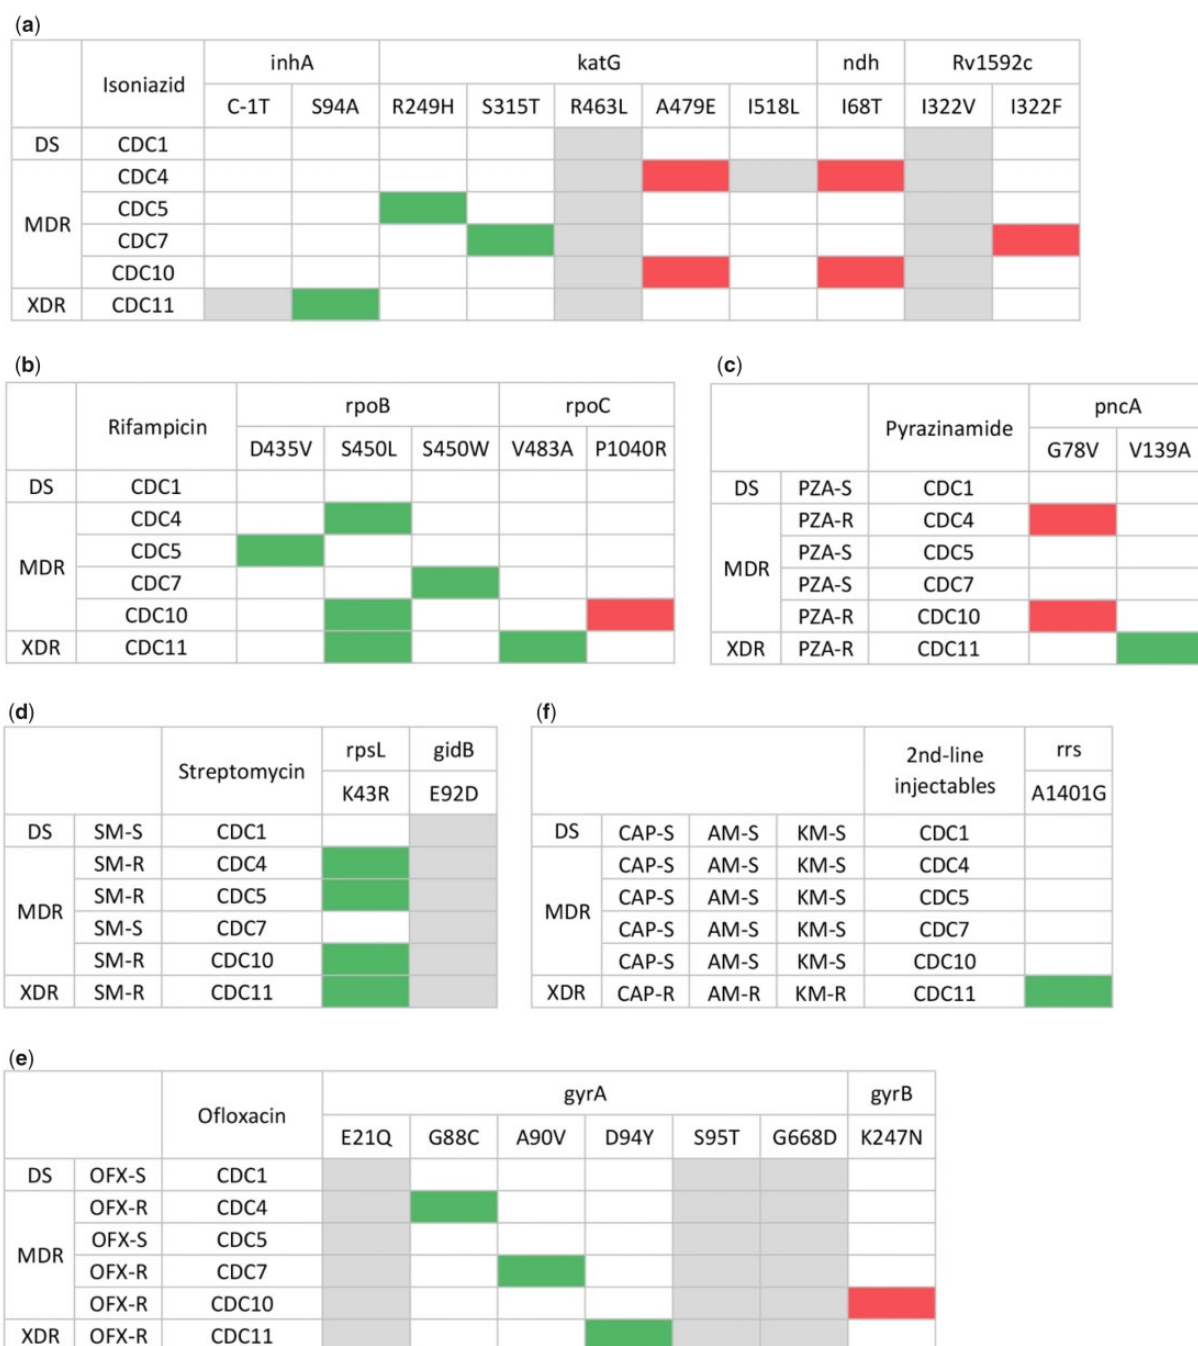 (a)
Isoniazid inhA katG ndh Rv1592c
C-1T S94A R249H S315T R463L A479E I518L I68T I322V I322F
DS CDC1
MDR CDC4
CDC5
CDC7
CDC10
XDR CDC11
(b)
Rifampicin rpoB rpoC
D435V S450L S450W V483A P1040R
DS CDC1
MDR CDC4
CDC5
CDC7
CDC10
XDR CDC11
(c)
Pyrazinamide pncA
G78V V139A
DS PZA-S CDC1
MDR PZA-R CDC4
PZA-S CDC5
PZA-S CDC7
PZA-R CDC10
XDR PZA-R CDC11
(d)
Streptomycin rpsL gidB
K43R E92D
DS SM-S CDC1
MDR SM-R CDC4
SM-R CDC5
SM-S CDC7
SM-R CDC10
XDR SM-R CDC11
(f)
2nd-line
injectables
rrs
A1401G
DS CAP-S AM-S KM-S CDC1
MDR CAP-S AM-S KM-S CDC4
CAP-S AM-S KM-S CDC5
CAP-S AM-S KM-S CDC7
CAP-S AM-S KM-S CDC10
XDR CAP-R AM-R KM-R CDC11
(e)
Ofloxacin gyrA gyrB
E21Q G88C A90V D94Y S95T G668D K247N
DS OFX-S CDC1
MDR OFX-R CDC4
OFX-S CDC5
OFX-R CDC7
OFX-R CDC10
XDR OFX-R CDC11